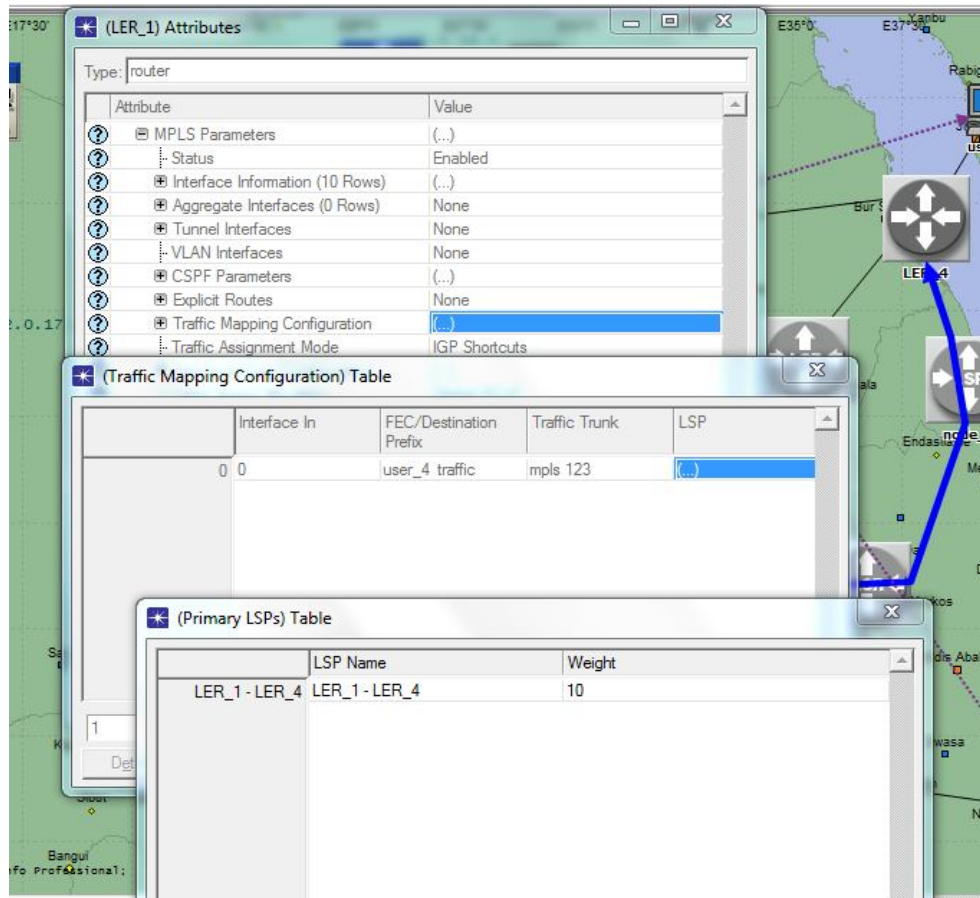 E17°30'
E35°0'
E37°30'
Yanbu
(LER_1) Attributes
Type: router
Attribute Value
MPLS Parameters (...)
Status Enabled
Interface Information (10 Rows) (...)
Aggregate Interfaces (0 Rows) None
Tunnel Interfaces None
VLAN Interfaces None
CSPF Parameters (...)
Explicit Routes None
Traffic Mapping Configuration (...)
Traffic Assignment Mode IGP Shortcuts
LER_4
(Traffic Mapping Configuration) Table
Interface In FEC/Destination Prefix Traffic Trunk LSP
0 0 user_4 traffic mpls 123 (...)
1
(Primary LSPs) Table
LSP Name Weight
LER_1 - LER_4 LER_1 - LER_4 10
Bangui